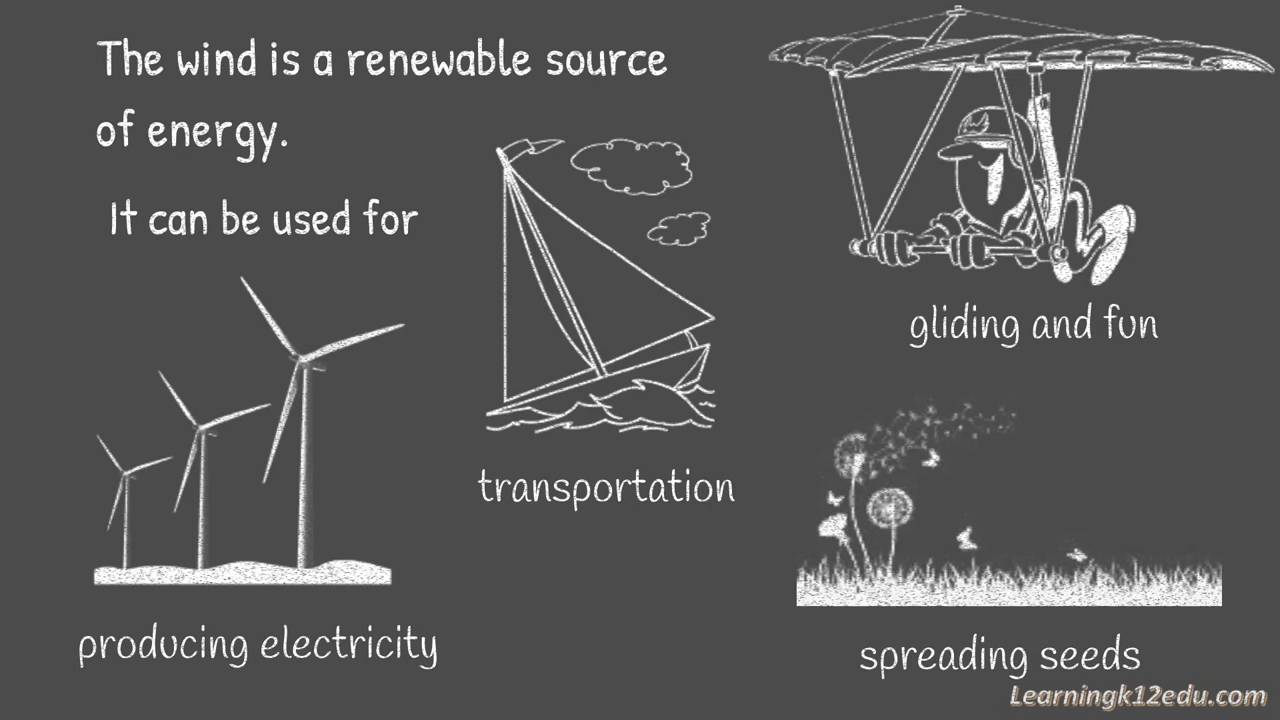 The wind is a renewable source
of energy.
It can be used for
gliding and fun
transportation
producing electricity
spreading seeds
Learningk12edu.com